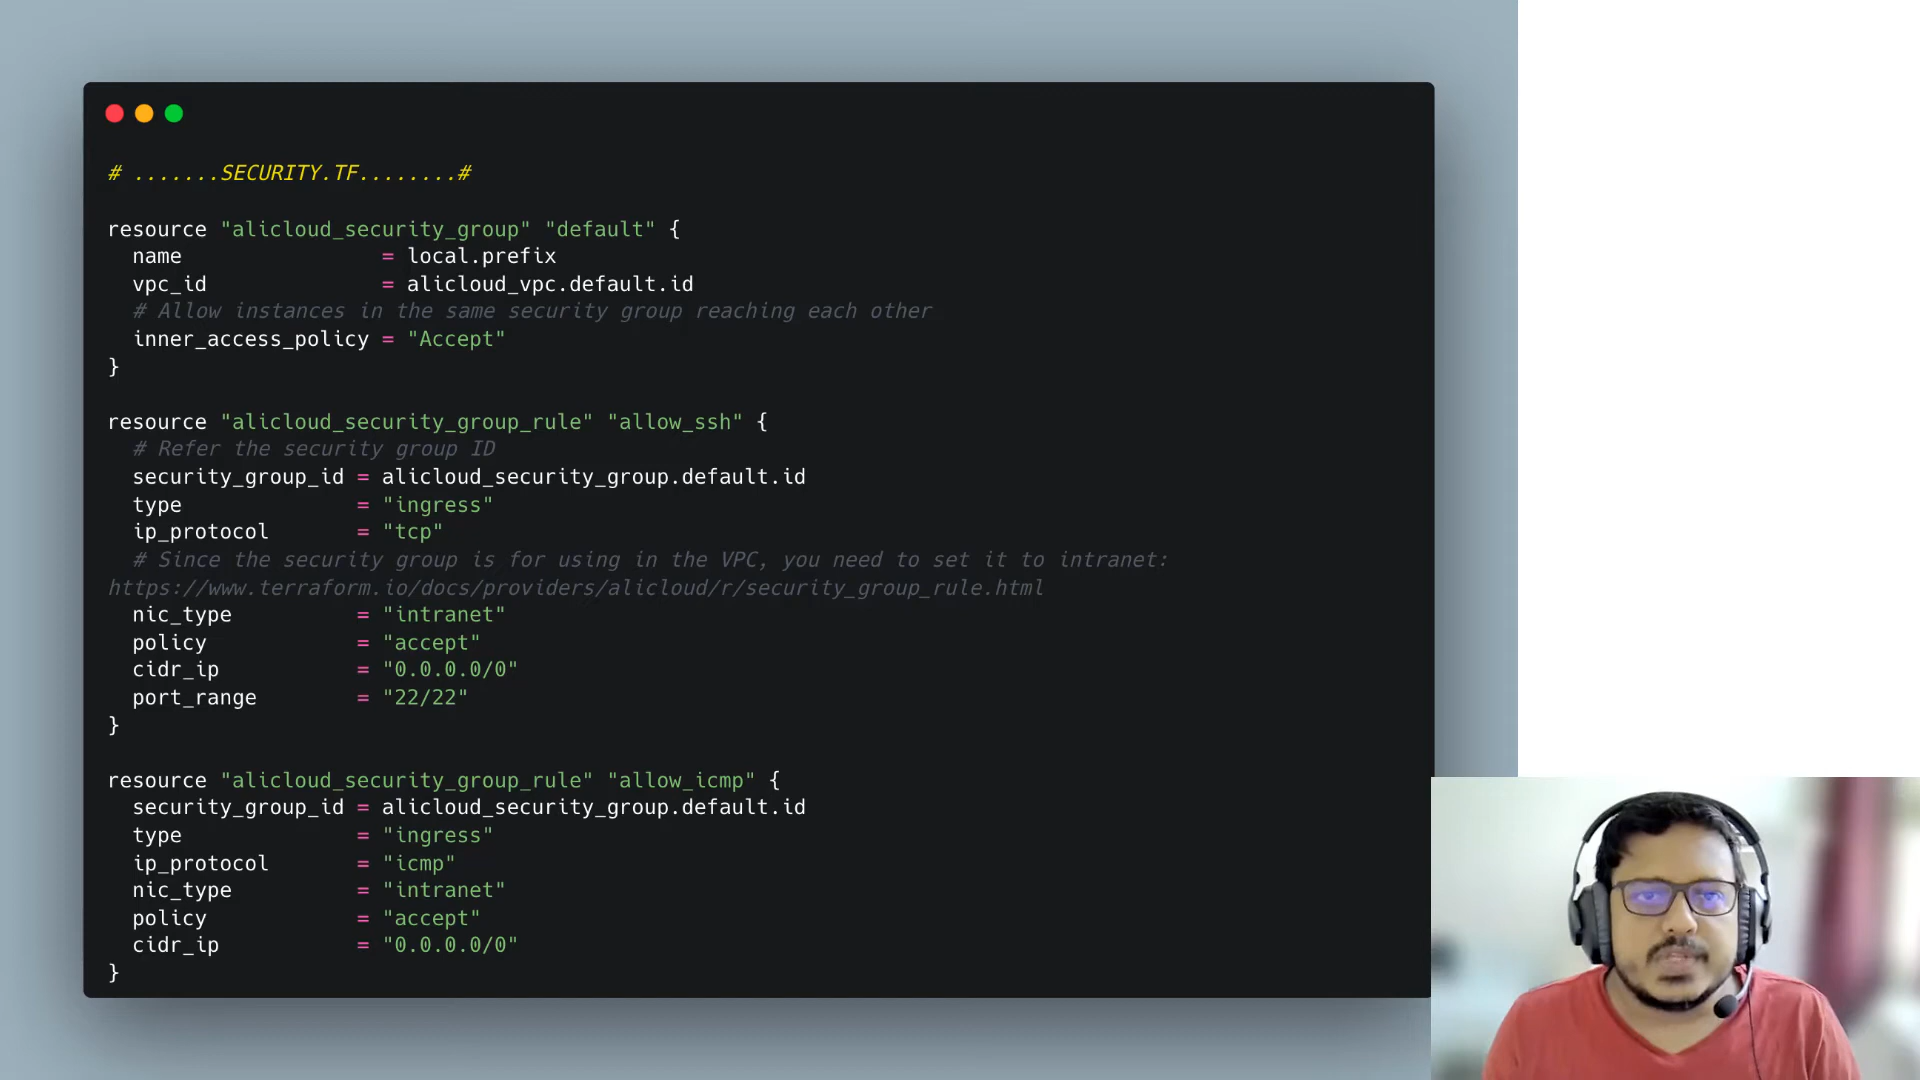 # .......SECURITY.TF........#
resource "alicloud_security_group" "default" {
  name                = local.prefix
  vpc_id              = alicloud_vpc.default.id
  # Allow instances in the same security group reaching each other
  inner_access_policy = "Accept"
}
resource "alicloud_security_group_rule" "allow_ssh" {
  # Refer the security group ID
  security_group_id = alicloud_security_group.default.id
  type              = "ingress"
  ip_protocol       = "tcp"
  # Since the security group is for using in the VPC, you need to set it to intranet:
https://www.terraform.io/docs/providers/alicloud/r/security_group_rule.html
  nic_type          = "intranet"
  policy            = "accept"
  cidr_ip           = "0.0.0.0/0"
  port_range        = "22/22"
}
resource "alicloud_security_group_rule" "allow_icmp" {
  security_group_id = alicloud_security_group.default.id
  type              = "ingress"
  ip_protocol       = "icmp"
  nic_type          = "intranet"
  policy            = "accept"
  cidr_ip           = "0.0.0.0/0"
}